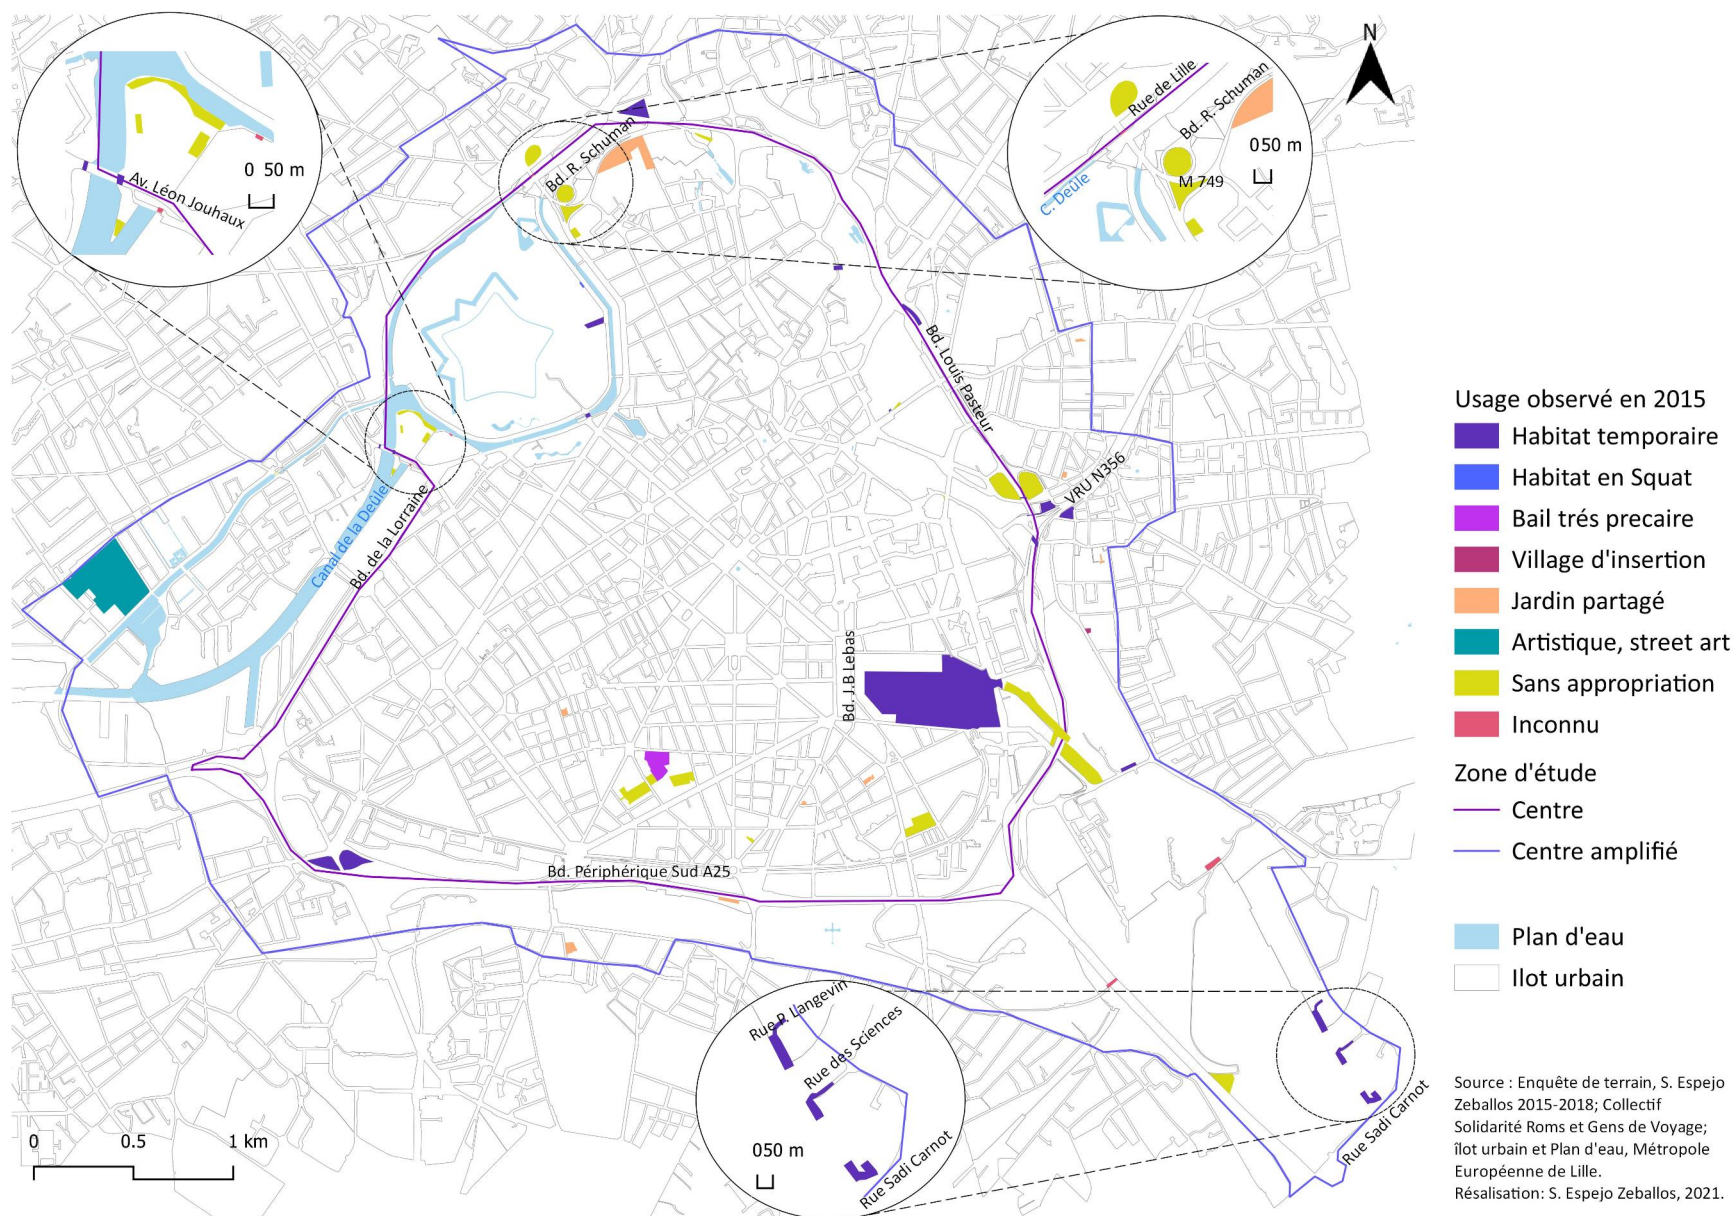 Av. Léon Jouhaux
0 50 m
Rue de Lille
Bd. R. Schuman
050 m
M 749
C. Deûle
N
Bd. R. Schuman
Bd. Louis Pasteur
VRU N356
Canal de la Deûle
Bd. de la Lorraine
Bd. J.B Lebas
Bd. Périphérique Sud A25
Rue P. Langevin
Rue des Sciences
Rue Sadi Carnot
050 m
Rue Sadi Carnot
0 0.5 1 km
Usage observé en 2015
Habitat temporaire
Habitat en Squat
Bail trés precaire
Village d'insertion
Jardin partagé
Artistique, street art
Sans appropriation
Inconnu
Zone d'étude
Centre
Centre amplifié
Plan d'eau
Ilot urbain
Source : Enquête de terrain, S. Espejo
Zeballos 2015-2018; Collectif
Solidarité Roms et Gens de Voyage;
îlot urbain et Plan d'eau, Métropole
Européenne de Lille.
Résalisation: S. Espejo Zeballos, 2021.